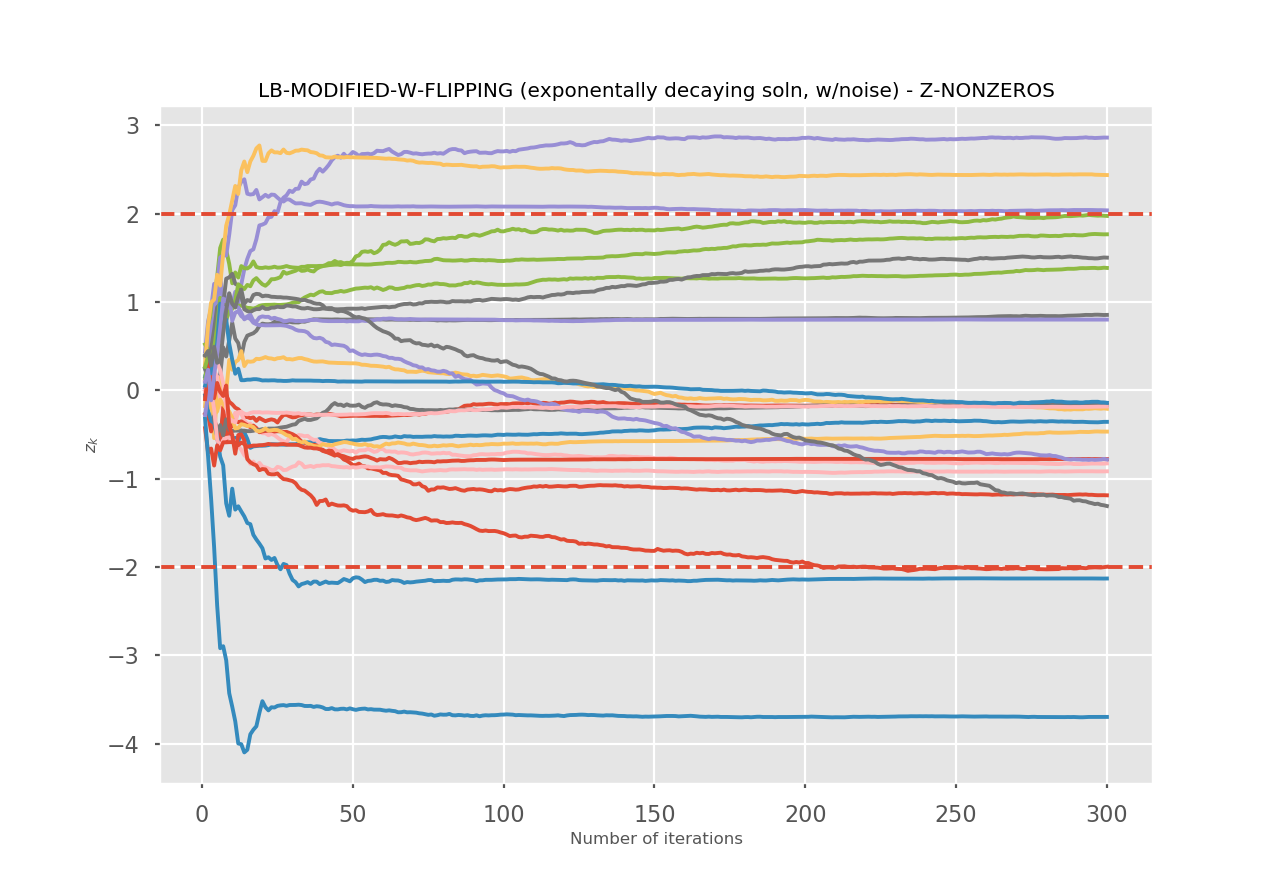 LB-MODIFIED-W-FLIPPING (exponentially decaying soln, w/noise) - Z-NONZEROS
3
2
1
0
−1
−2
−3
−4
z_k
0 50 100 150 200 250 300
Number of iterations